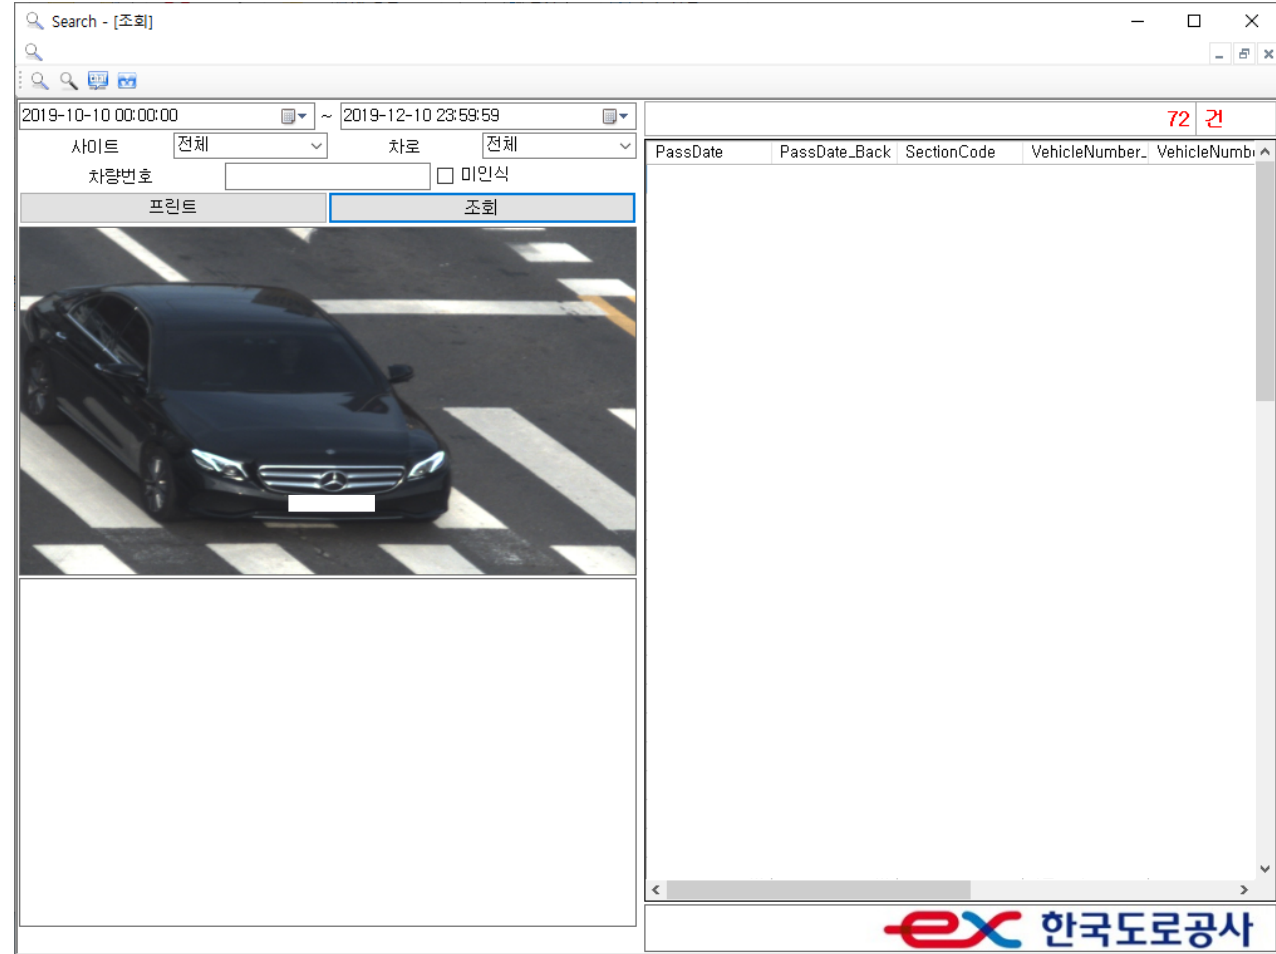 Search - [조회]
2019-10-10 00:00:00 ~ 2019-12-10 23:59:59
사이트 전체 차로 전체
차량번호 미인식
프린트 조회
72 건
PassDate PassDate_Back SectionCode VehicleNumber_
한국도로공사
ex